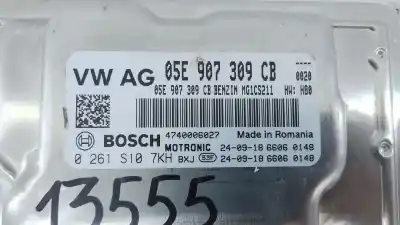 VW AG 05E 907 309 CB ----
0020
05E 907 309 CB BENZIN MG1CS211 HW: H80
BOSCH 4740006027 Made in Romania
MOTRONIC 24-09-18 6606 0148
0 261 S10 7KH BXJ 24-09-18 6606 0148
13555